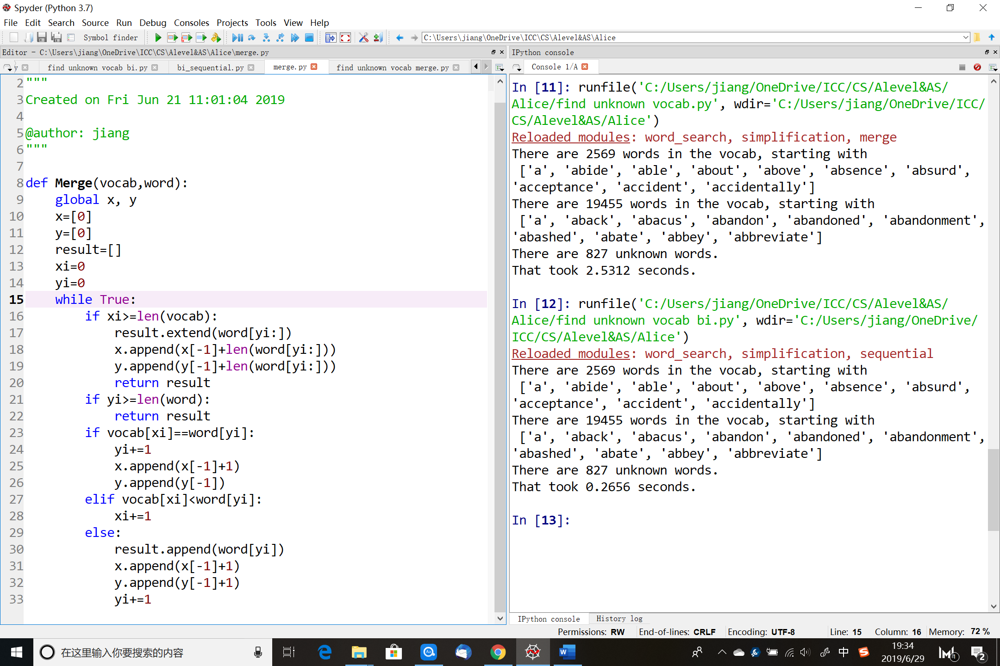 Spyder (Python 3.7)
File Edit Search Source Run Debug Consoles Projects Tools View Help
Symbol finder
C:\Users\jiang\OneDrive\ICC\CS\Alevel&AS\Alice
Editor - C:\Users\jiang\OneDrive\ICC\CS\Alevel&AS\Alice\merge.py
y find unknown vocab bi.py bi_sequential.py merge.py find unknown vocab merge.py
2 """
3 Created on Fri Jun 21 11:01:04 2019
4
5 @author: jiang
6 """
7
8 def Merge(vocab,word):
9     global x, y
10     x=[0]
11     y=[0]
12     result=[]
13     xi=0
14     yi=0
15     while True:
16         if xi>=len(vocab):
17             result.extend(word[yi:])
18             x.append(x[-1]+len(word[yi:]))
19             y.append(y[-1]+len(word[yi:]))
20             return result
21         if yi>=len(word):
22             return result
23         if vocab[xi]==word[yi]:
24             yi+=1
25             x.append(x[-1]+1)
26             y.append(y[-1])
27         elif vocab[xi]<word[yi]:
28             xi+=1
29         else:
30             result.append(word[yi])
31             x.append(x[-1]+1)
32             y.append(y[-1]+1)
33             yi+=1
IPython console
Console 1/A
In [11]: runfile('C:/Users/jiang/OneDrive/ICC/CS/Alevel&AS/
Alice/find unknown vocab.py', wdir='C:/Users/jiang/OneDrive/ICC/
CS/Alevel&AS/Alice')
Reloaded modules: word_search, simplification, merge
There are 2569 words in the vocab, starting with
['a', 'abide', 'able', 'about', 'above', 'absence', 'absurd',
'acceptance', 'accident', 'accidentally']
There are 19455 words in the vocab, starting with
['a', 'aback', 'abacus', 'abandon', 'abandoned', 'abandonment',
'abashed', 'abate', 'abbey', 'abbreviate']
There are 827 unknown words.
That took 2.5312 seconds.
In [12]: runfile('C:/Users/jiang/OneDrive/ICC/CS/Alevel&AS/
Alice/find unknown vocab bi.py', wdir='C:/Users/jiang/OneDrive/
ICC/CS/Alevel&AS/Alice')
Reloaded modules: word_search, simplification, sequential
There are 2569 words in the vocab, starting with
['a', 'abide', 'able', 'about', 'above', 'absence', 'absurd',
'acceptance', 'accident', 'accidentally']
There are 19455 words in the vocab, starting with
['a', 'aback', 'abacus', 'abandon', 'abandoned', 'abandonment',
'abashed', 'abate', 'abbey', 'abbreviate']
There are 827 unknown words.
That took 0.2656 seconds.
In [13]:
IPython console History log
Permissions: RW End-of-lines: CRLF Encoding: UTF-8 Line: 15 Column: 16 Memory: 72 %
在这里输入你要搜索的内容
中
19:34
2019/6/29
1
2